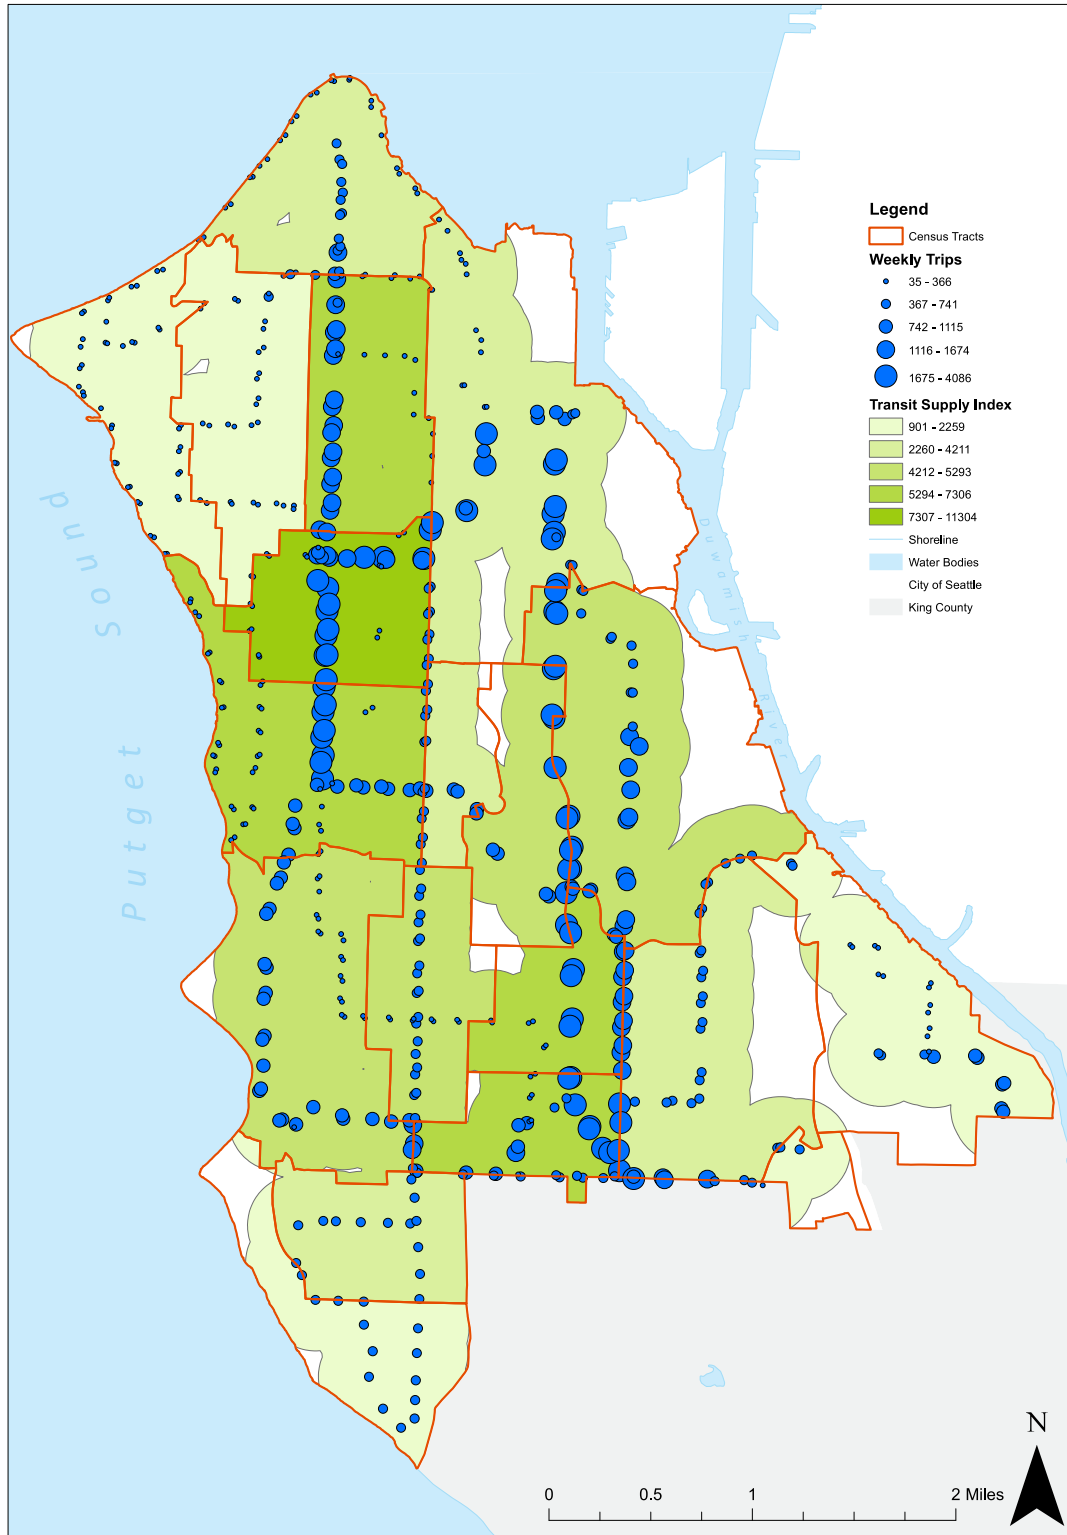 Legend
Census Tracts
Weekly Trips
35 - 366
367 - 741
742 - 1115
1116 - 1674
1675 - 4086
Transit Supply Index
901 - 2259
2260 - 4211
4212 - 5293
5294 - 7306
7307 - 11304
Shoreline
Water Bodies
City of Seattle
King County
Putget Sound
Duwamish River
N
0 0.5 1 2 Miles